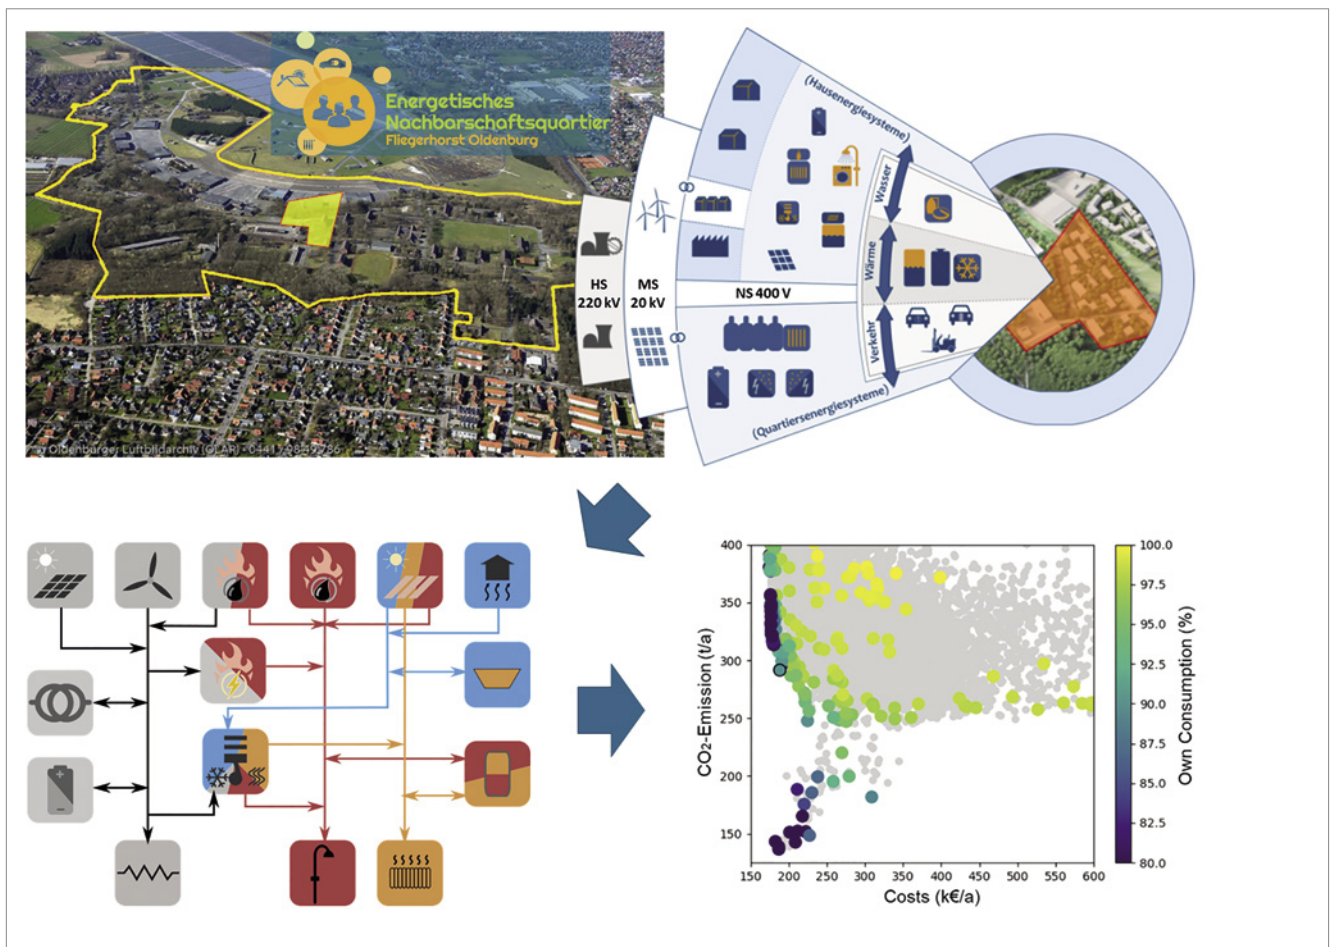 Energetisches
Nachbarschaftsquartier
Fliegerhorst Oldenburg
HS
220 kV
MS
20 kV
NS 400 V
(Hausenergiesysteme)
Wasser
Wärme
Verkehr
(Quartiersenergiesysteme)
Oldenburger Luftbildarchiv
400
350
300
250
200
150
CO2-Emission (t/a)
150 200 250 300 350 400 450 500 550 600
Costs (k€/a)
100.0
97.5
95.0
92.5
90.0
87.5
85.0
82.5
80.0
Own Consumption (%)